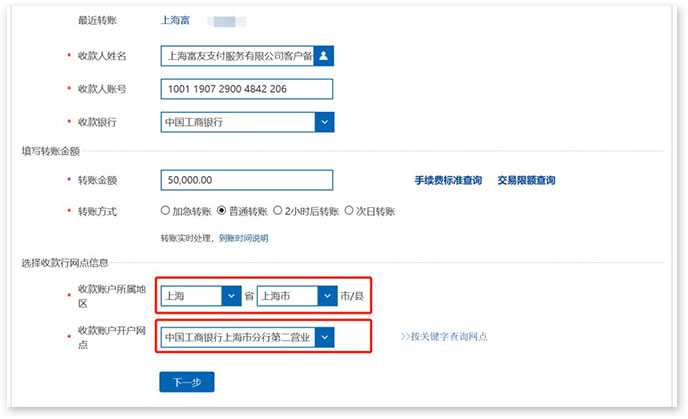 最近转账 上海富
* 收款人姓名 上海富友支付服务有限公司客户备
* 收款人账号 1001 1907 2900 4842 206
* 收款银行 中国工商银行
填写转账金额
* 转账金额 50,000.00 手续费标准查询 交易限额查询
* 转账方式 加急转账 普通转账 2小时后转账 次日转账
转账实时处理，到账时间说明
选择收款行网点信息
* 收款账户所属地区 上海 省 上海市 市/县
* 收款账户开户网点 中国工商银行上海市分行第二营业 >>按关键字查询网点
下一步